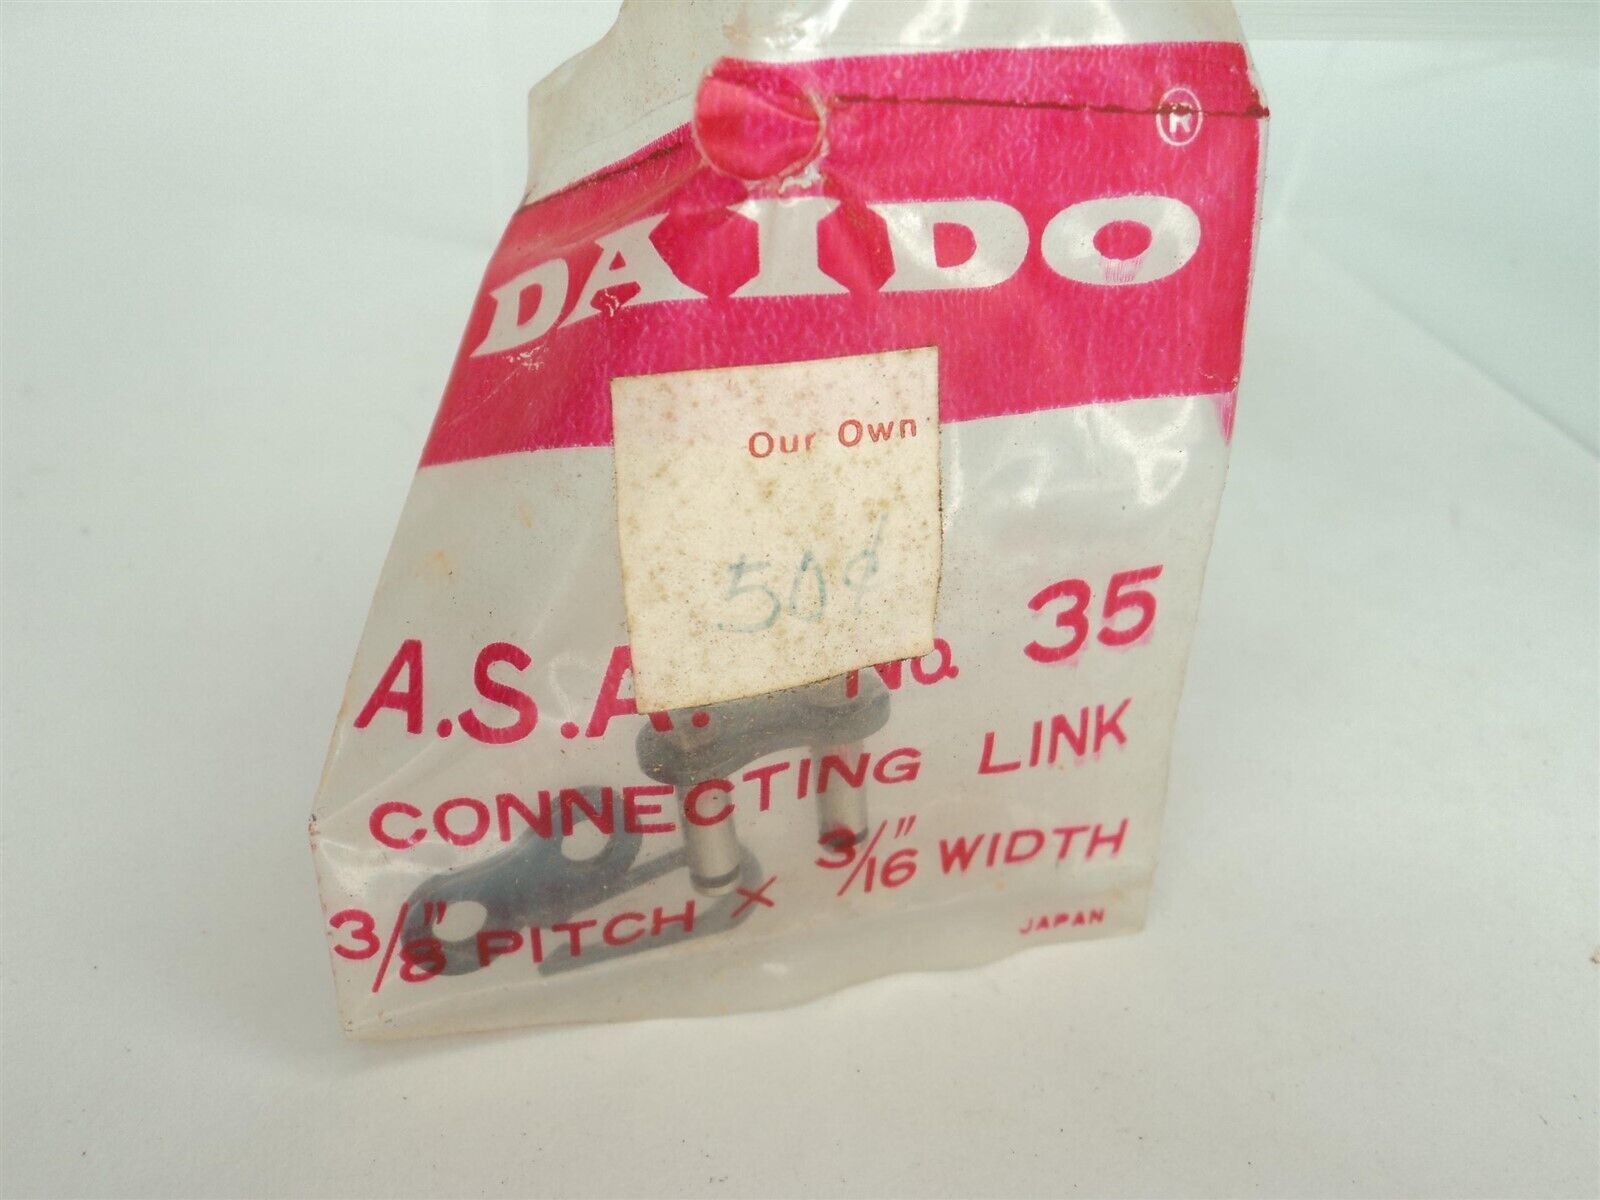 DAIDO ®
Our Own
50¢
A.S.A. No. 35
CONNECTING LINK
3/8" PITCH × 3/16" WIDTH
JAPAN